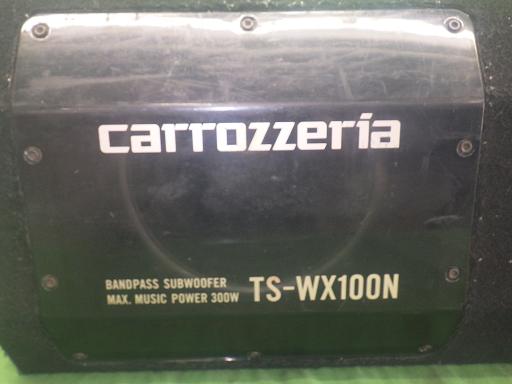 carrozzeria
BANDPASS SUBWOOFER
MAX. MUSIC POWER 300W TS-WX100N